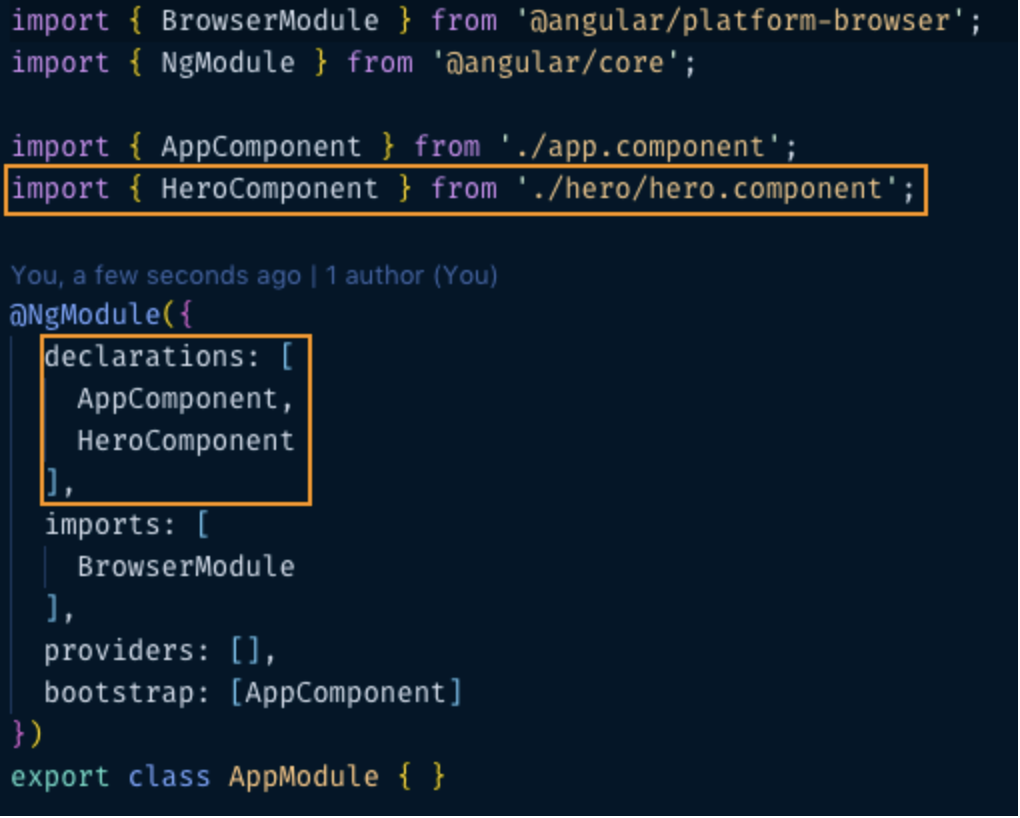 import { BrowserModule } from '@angular/platform-browser';
import { NgModule } from '@angular/core';
import { AppComponent } from './app.component';
import { HeroComponent } from './hero/hero.component';
You, a few seconds ago | 1 author (You)
@NgModule({
declarations: [
AppComponent,
HeroComponent
],
imports: [
BrowserModule
],
providers: [],
bootstrap: [AppComponent]
})
export class AppModule { }